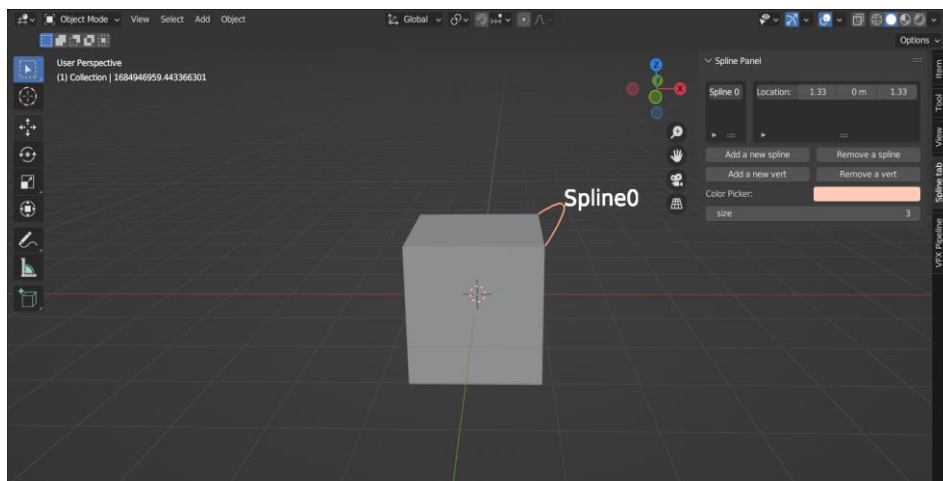 Object Mode View Select Add Object Global
Options
User Perspective
(1) Collection | 1684946959.443366301
Z
Y
X
Spline Panel
Spline 0 Location: 1.33 0 m 1.33
Add a new spline Remove a spline
Add a new vert Remove a vert
Color Picker:
size 3
Spline0
Item
Tool
View
Spline tab
VFX Pipeline